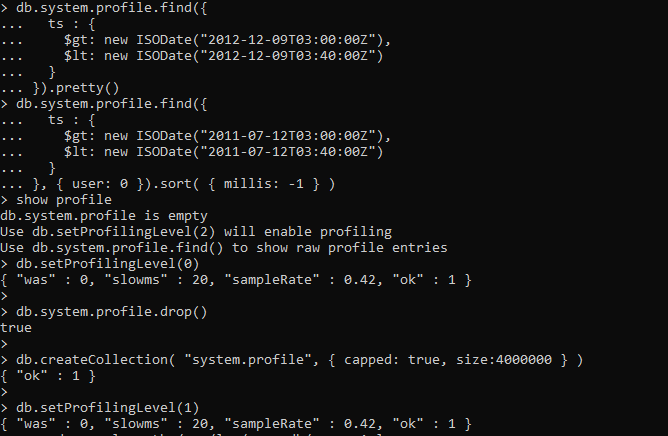 > db.system.profile.find({
...   ts : {
...     $gt: new ISODate("2012-12-09T03:00:00Z"),
...     $lt: new ISODate("2012-12-09T03:40:00Z")
...   }
... }).pretty()
> db.system.profile.find({
...   ts : {
...     $gt: new ISODate("2011-07-12T03:00:00Z"),
...     $lt: new ISODate("2011-07-12T03:40:00Z")
...   }
... }, { user: 0 }).sort( { millis: -1 } )
> show profile
db.system.profile is empty
Use db.setProfilingLevel(2) will enable profiling
Use db.system.profile.find() to show raw profile entries
> db.setProfilingLevel(0)
{ "was" : 0, "slowms" : 20, "sampleRate" : 0.42, "ok" : 1 }
>
> db.system.profile.drop()
true
>
> db.createCollection( "system.profile", { capped: true, size:4000000 } )
{ "ok" : 1 }
>
> db.setProfilingLevel(1)
{ "was" : 0, "slowms" : 20, "sampleRate" : 0.42, "ok" : 1 }